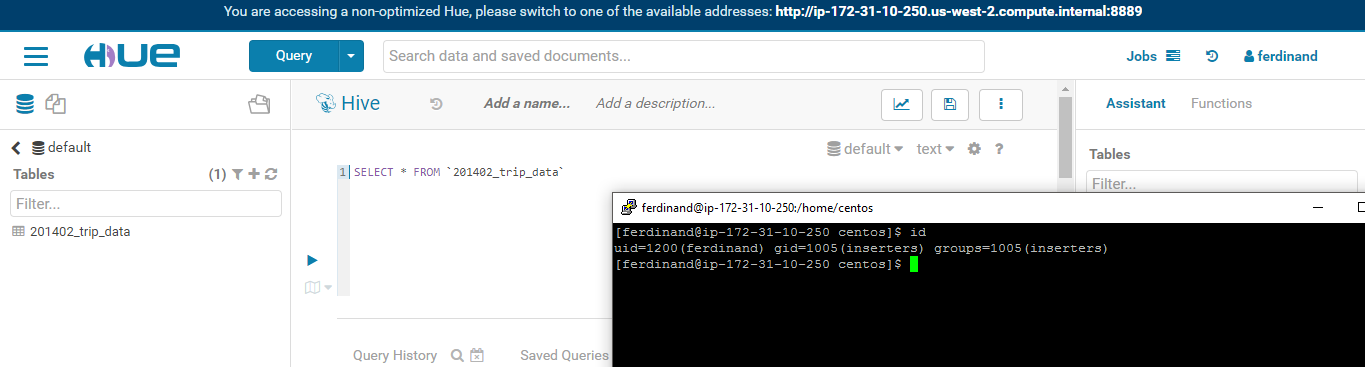 You are accessing a non-optimized Hue, please switch to one of the available addresses: http://ip-172-31-10-250.us-west-2.compute.internal:8889
HUE Query Search data and saved documents... Jobs ferdinand
Hive Add a name... Add a description... Assistant Functions
default
default text ?
Tables (1)
Tables
Filter...
Filter...
1 SELECT * FROM `201402_trip_data`
201402_trip_data
ferdinand@ip-172-31-10-250:/home/centos
[ferdinand@ip-172-31-10-250 centos]$ id
uid=1200(ferdinand) gid=1005(inserters) groups=1005(inserters)
[ferdinand@ip-172-31-10-250 centos]$
Query History Saved Queries